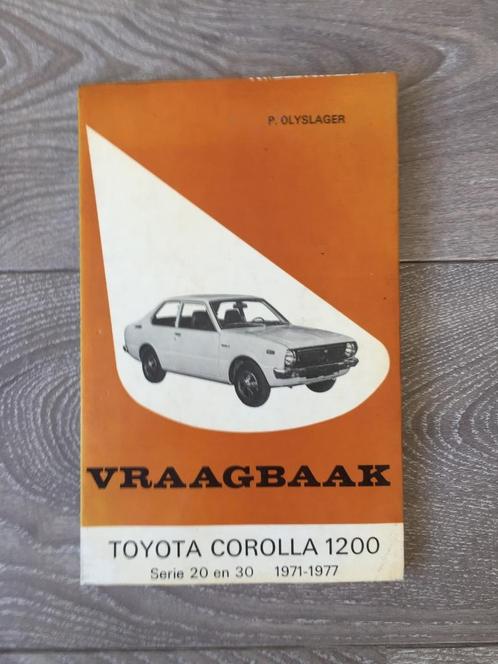 P. OLYSLAGER
VRAAGBAAK
TOYOTA COROLLA 1200
Serie 20 en 30 1971-1977